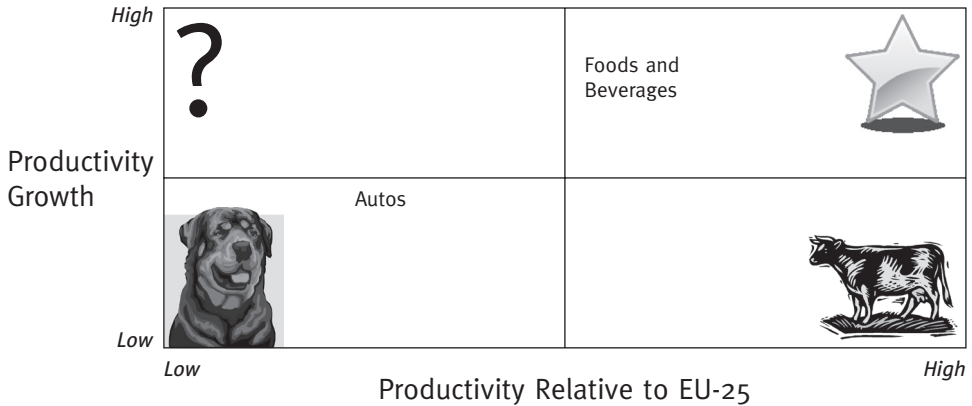 High
?
Foods and
Beverages
Productivity
Growth
Autos
Low
Low
High
Productivity Relative to EU-25